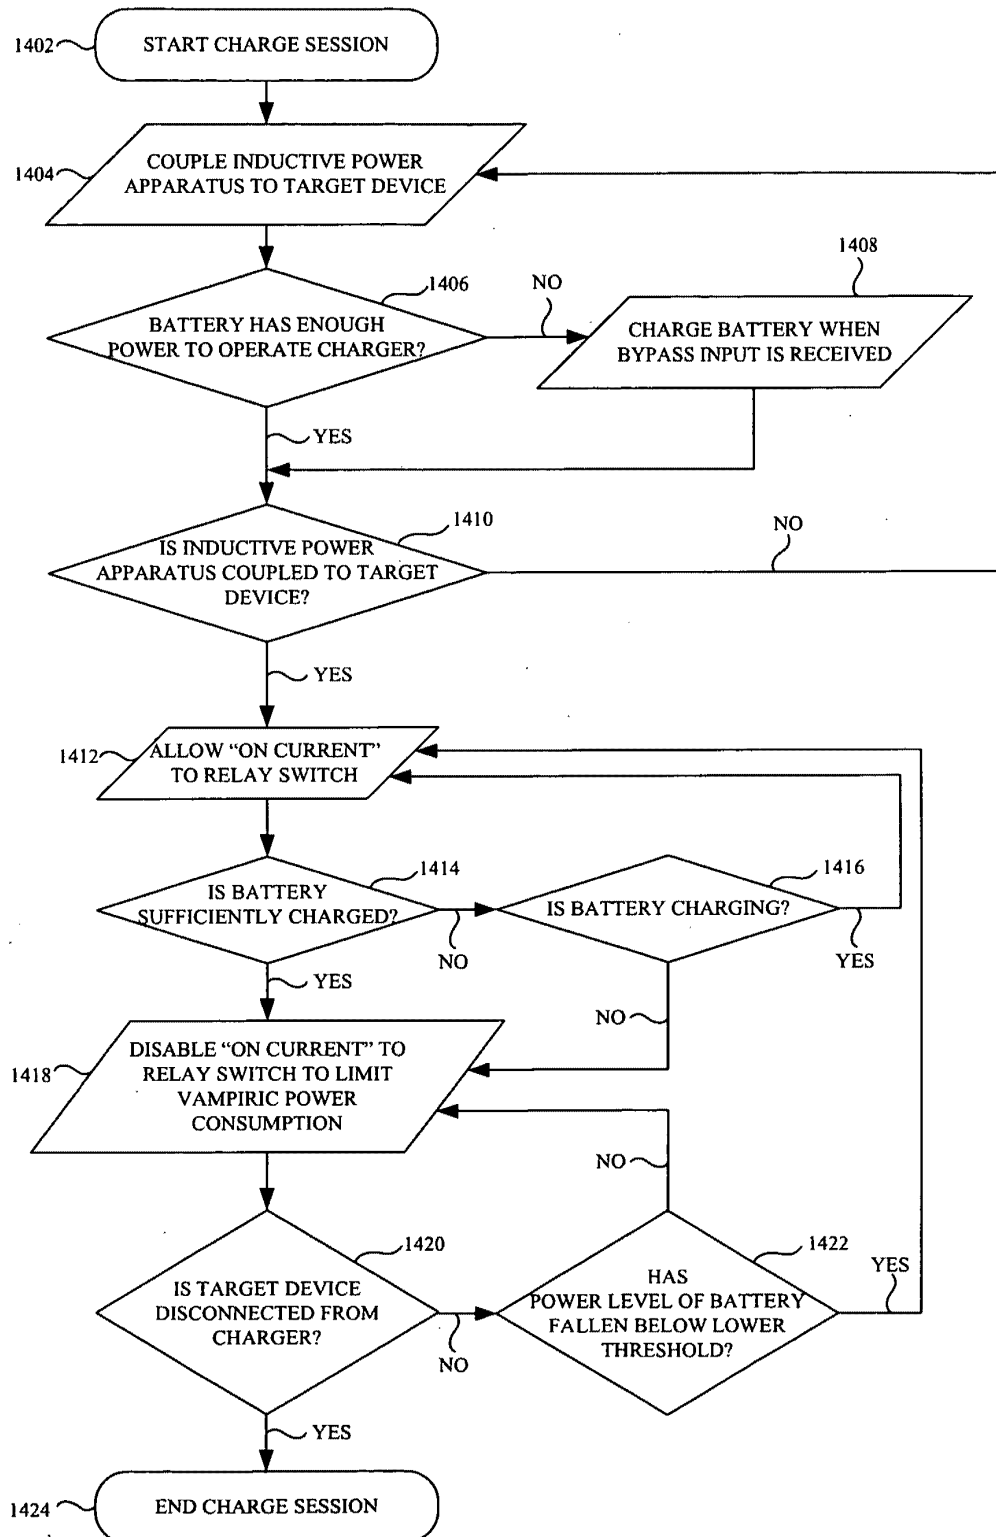 1402
START CHARGE SESSION
1404
COUPLE INDUCTIVE POWER
APPARATUS TO TARGET DEVICE
1406
BATTERY HAS ENOUGH
POWER TO OPERATE CHARGER?
NO
1408
CHARGE BATTERY WHEN
BYPASS INPUT IS RECEIVED
YES
1410
IS INDUCTIVE POWER
APPARATUS COUPLED TO TARGET
DEVICE?
NO
YES
1412
ALLOW “ON CURRENT”
TO RELAY SWITCH
1414
IS BATTERY
SUFFICIENTLY CHARGED?
NO
1416
IS BATTERY CHARGING?
YES
YES
NO
1418
DISABLE “ON CURRENT” TO
RELAY SWITCH TO LIMIT
VAMPIRIC POWER
CONSUMPTION
NO
1420
IS TARGET DEVICE
DISCONNECTED FROM
CHARGER?
NO
1422
HAS
POWER LEVEL OF BATTERY
FALLEN BELOW LOWER
THRESHOLD?
YES
YES
1424
END CHARGE SESSION